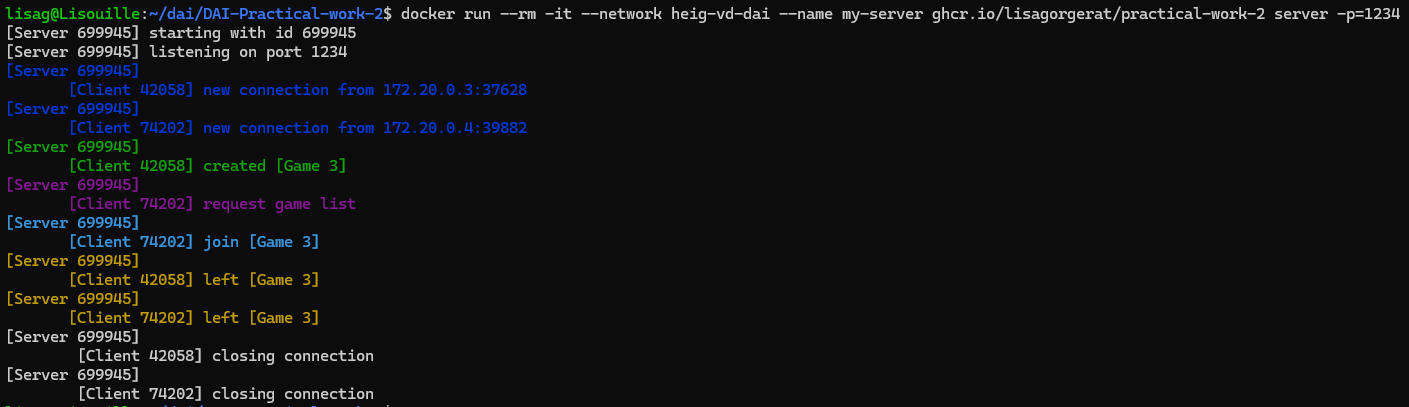 lisag@Lisouille:~/dai/DAI-Practical-work-2$ docker run --rm -it --network heig-vd-dai --name my-server ghcr.io/lisagorgerat/practical-work-2 server -p=1234
[Server 699945] starting with id 699945
[Server 699945] listening on port 1234
[Server 699945]
[Client 42058] new connection from 172.20.0.3:37628
[Server 699945]
[Client 74202] new connection from 172.20.0.4:39882
[Server 699945]
[Client 42058] created [Game 3]
[Server 699945]
[Client 74202] request game list
[Server 699945]
[Client 74202] join [Game 3]
[Server 699945]
[Client 42058] left [Game 3]
[Server 699945]
[Client 74202] left [Game 3]
[Server 699945]
[Client 42058] closing connection
[Server 699945]
[Client 74202] closing connection